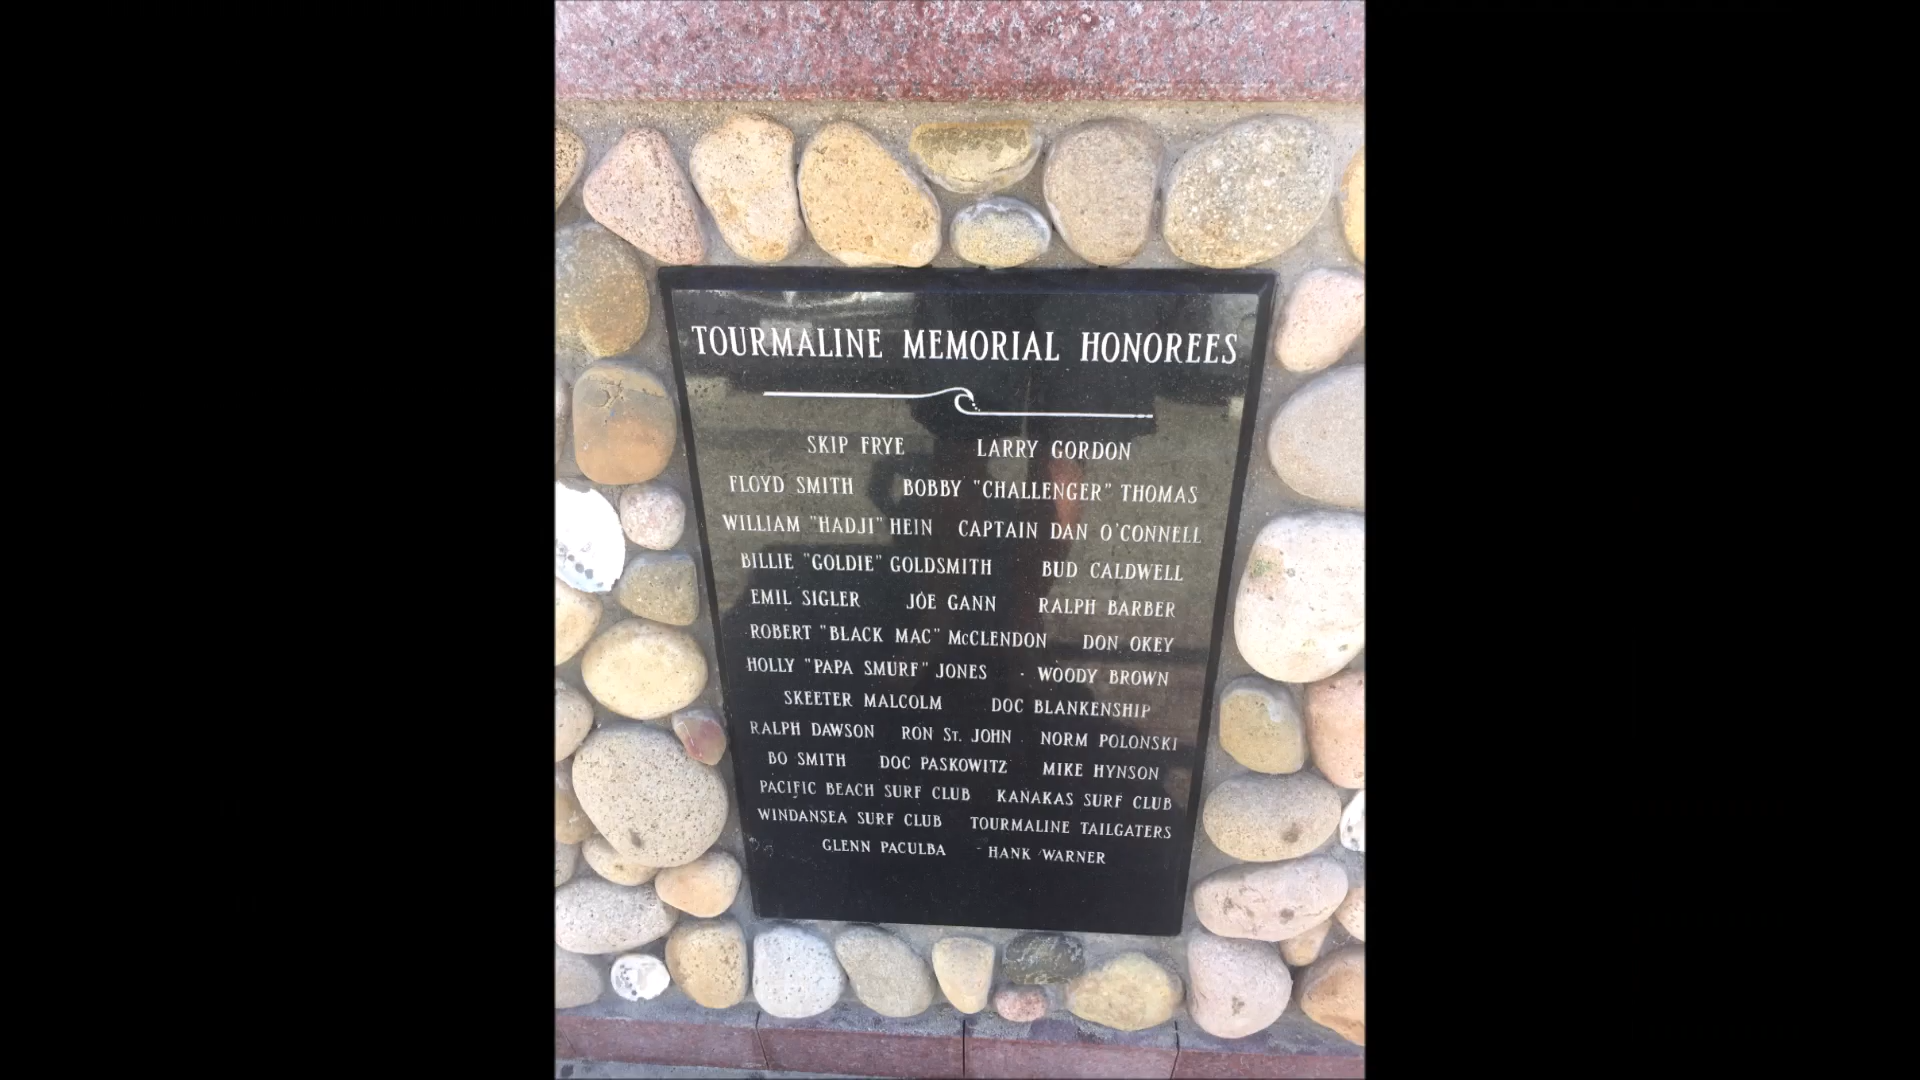 TOURMALINE MEMORIAL HONOREES
SKIP FRYE LARRY GORDON
FLOYD SMITH BOBBY "CHALLENGER" THOMAS
WILLIAM "HADJI" HEIN CAPTAIN DAN O'CONNELL
BILLIE "GOLDIE" GOLDSMITH BUD CALDWELL
EMIL SIGLER JOE GANN RALPH BARBER
ROBERT "BLACK MAC" McCLENDON DON OKEY
HOLLY "PAPA SMURF" JONES WOODY BROWN
SKEETER MALCOLM DOC BLANKENSHIP
RALPH DAWSON RON ST. JOHN NORM POLONSKI
BO SMITH DOC PASKOWITZ MIKE HYNSON
PACIFIC BEACH SURF CLUB KANAKAS SURF CLUB
WINDANSEA SURF CLUB TOURMALINE TAILGATERS
GLENN PACULBA HANK WARNER